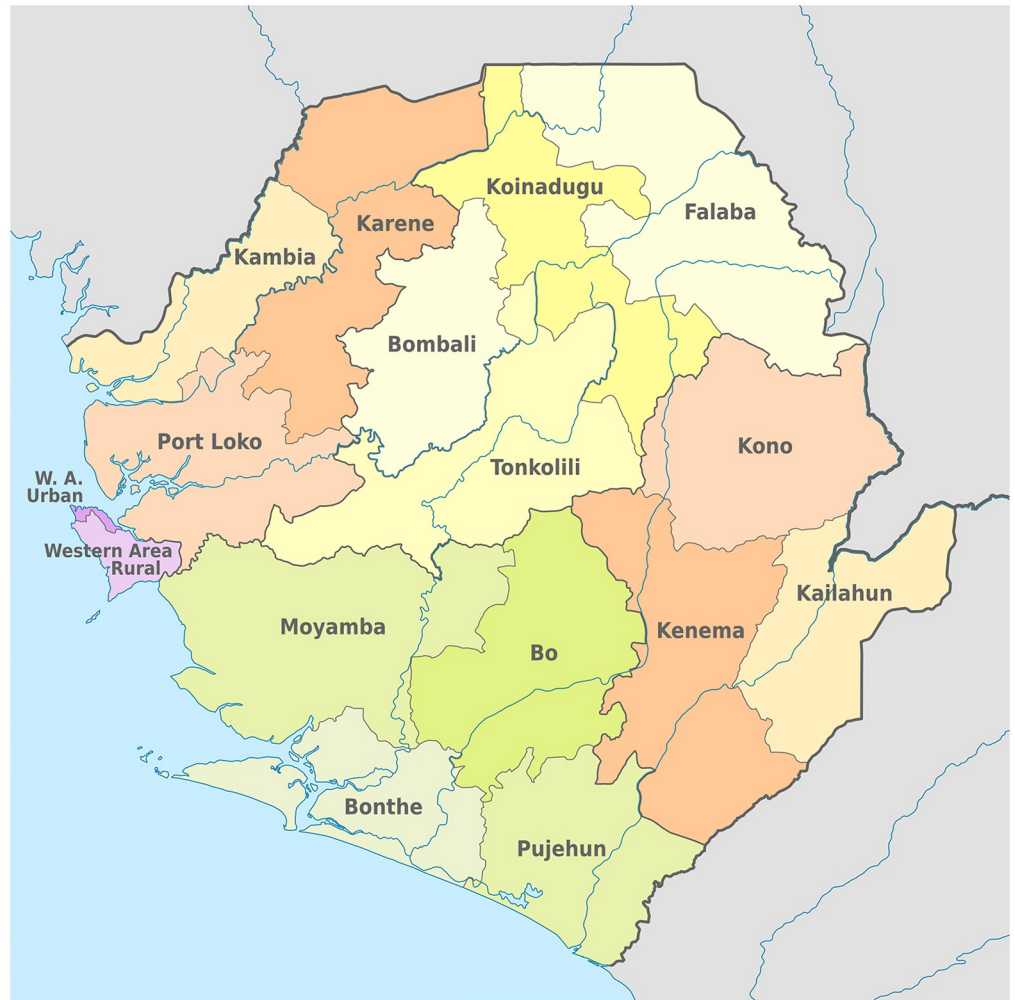 Koinadugu
Falaba
Karene
Kambia
Bombali
Port Loko
Kono
Tonkolili
W. A.
Urban
Western Area
Rural
Kailahun
Moyamba
Kenema
Bo
Bonthe
Pujehun